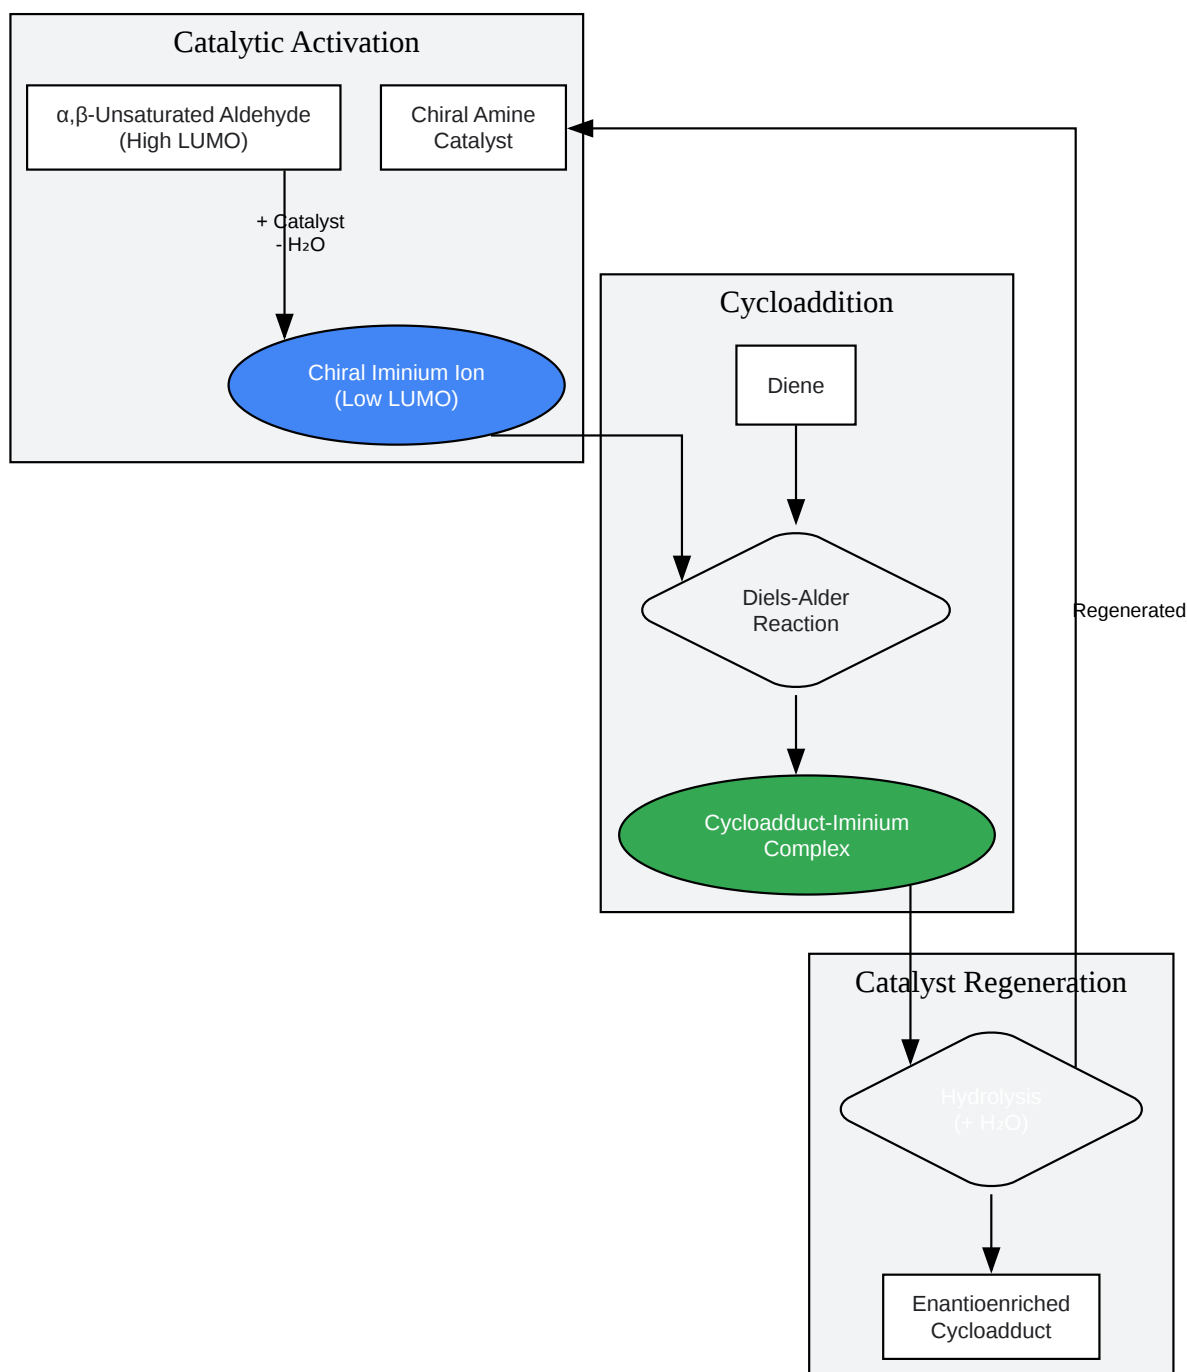 Catalytic Activation
α,β-Unsaturated Aldehyde
(High LUMO)
Chiral Amine
Catalyst
+ Catalyst
- H₂O
Chiral Iminium Ion
(Low LUMO)
Cycloaddition
Diene
Diels-Alder
Reaction
Regenerated
Cycloadduct-Iminium
Complex
Catalyst Regeneration
Hydrolysis
(+ H₂O)
Enantioenriched
Cycloadduct